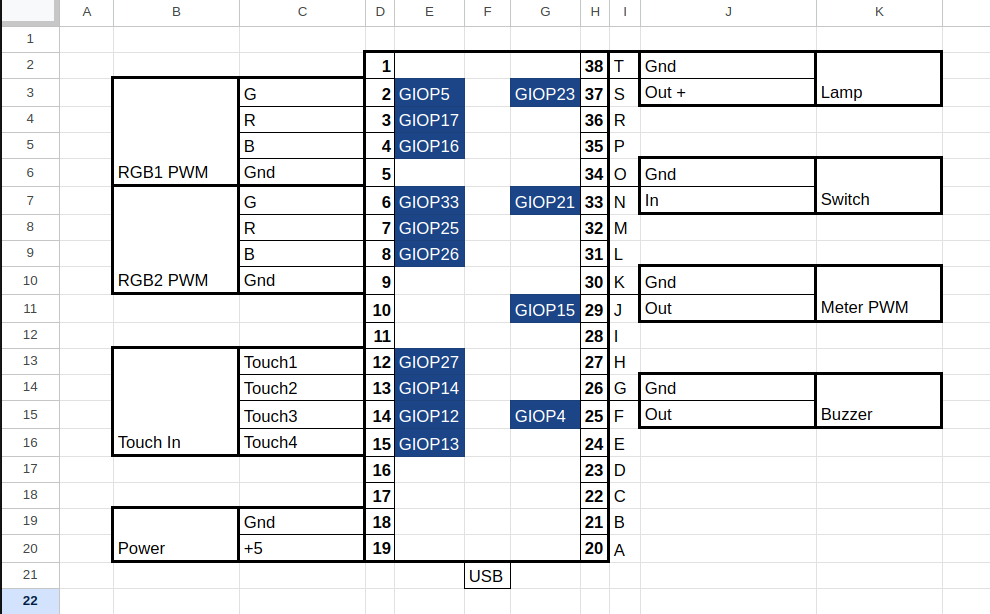 A B C D E F G H I J K
1
2 1 38 T Gnd
3 G 2 GIOP5 GIOP23 37 S Out + Lamp
4 R 3 GIOP17 36 R
5 B 4 GIOP16 35 P
6 RGB1 PWM Gnd 5 34 O Gnd
7 G 6 GIOP33 GIOP21 33 N In Switch
8 R 7 GIOP25 32 M
9 B 8 GIOP26 31 L
10 RGB2 PWM Gnd 9 30 K Gnd
11 10 GIOP15 29 J Out Meter PWM
12 11 28 I
13 Touch1 12 GIOP27 27 H
14 Touch2 13 GIOP14 26 G Gnd
15 Touch3 14 GIOP12 GIOP4 25 F Out Buzzer
16 Touch In Touch4 15 GIOP13 24 E
17 16 23 D
18 17 22 C
19 Gnd 18 21 B
20 Power +5 19 20 A
21 USB
22